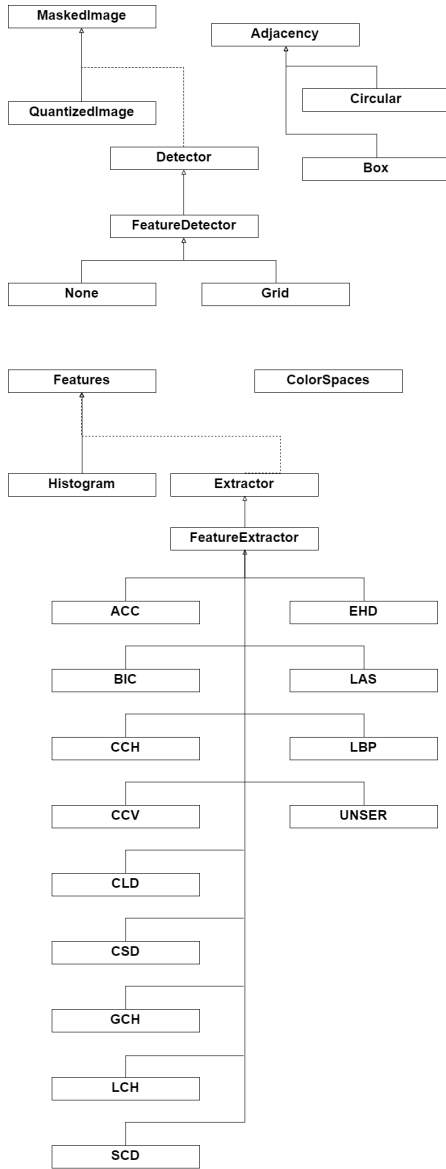 MaskedImage
Adjacency
QuantizedImage
Circular
Detector
Box
FeatureDetector
None
Grid
Features
ColorSpaces
Histogram
Extractor
FeatureExtractor
ACC
EHD
BIC
LAS
CCH
LBP
CCV
UNSER
CLD
CSD
GCH
LCH
SCD